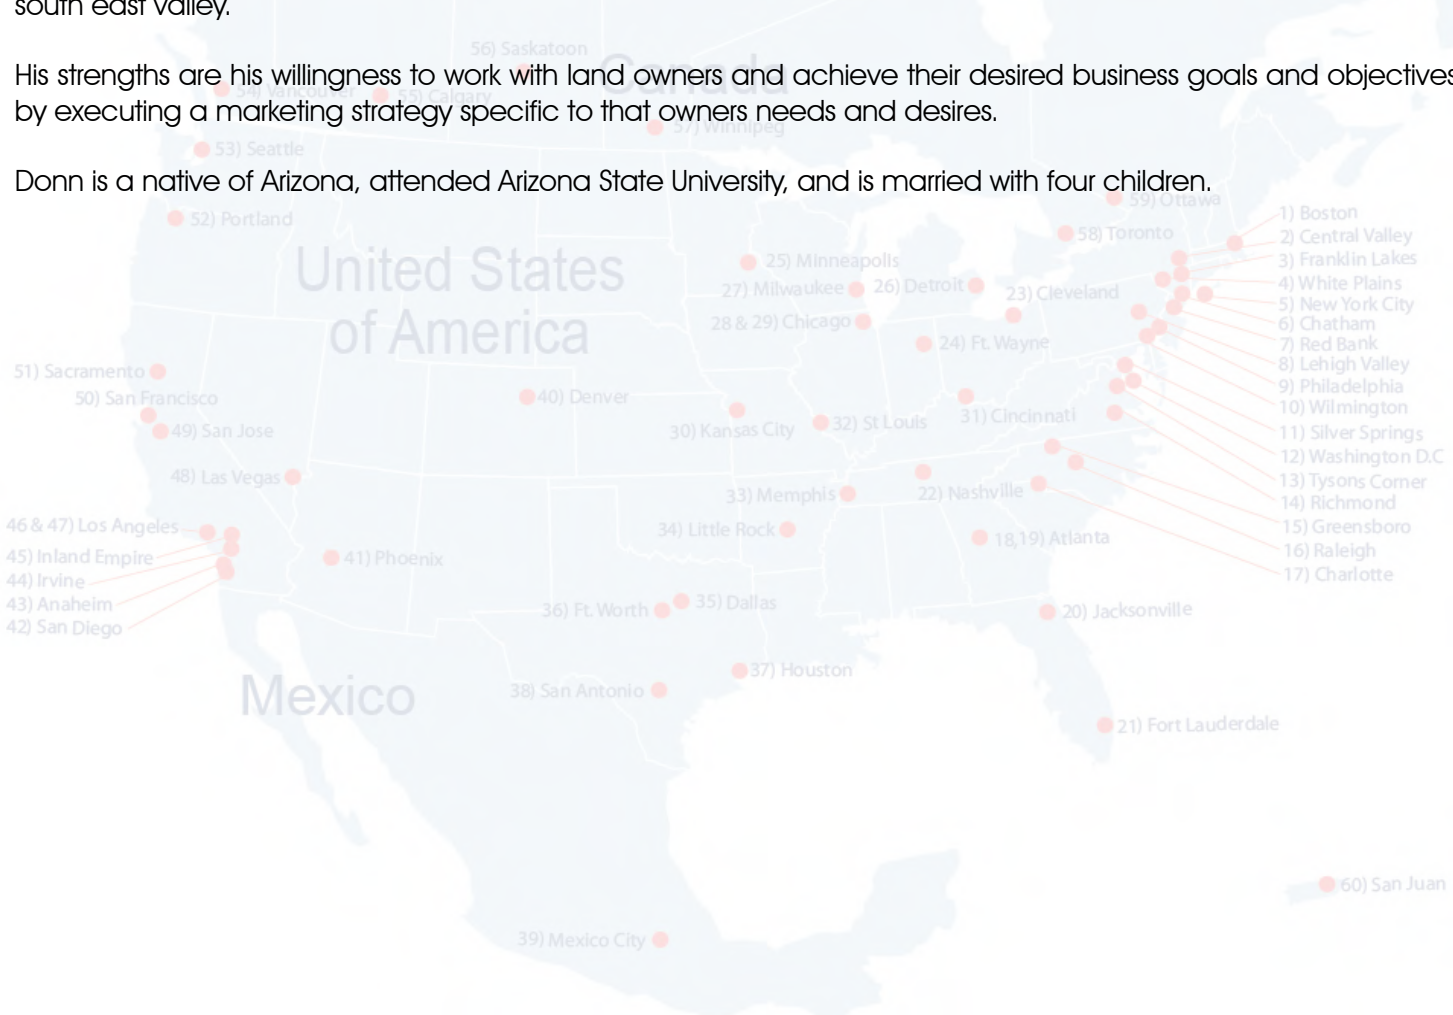 south east valley.
56) Saskatoon
Canada
His strengths are his willingness to work with land owners and achieve their desired business goals and objectives
54) Vancouver
55) Calgary
by executing a marketing strategy specific to that owners needs and desires.
57) Winnipeg
53) Seattle
Donn is a native of Arizona, attended Arizona State University, and is married with four children.
59) Ottawa
52) Portland
58) Toronto
1) Boston
2) Central Valley
3) Franklin Lakes
4) White Plains
5) New York City
6) Chatham
7) Red Bank
8) Lehigh Valley
9) Philadelphia
10) Wilmington
11) Silver Springs
12) Washington D.C
13) Tysons Corner
14) Richmond
15) Greensboro
16) Raleigh
17) Charlotte
United States
of America
25) Minneapolis
27) Milwaukee
26) Detroit
23) Cleveland
28 & 29) Chicago
24) Ft. Wayne
51) Sacramento
50) San Francisco
49) San Jose
40) Denver
30) Kansas City
32) St Louis
31) Cincinnati
48) Las Vegas
33) Memphis
22) Nashville
46 & 47) Los Angeles
45) Inland Empire
44) Irvine
43) Anaheim
42) San Diego
41) Phoenix
34) Little Rock
18,19) Atlanta
36) Ft. Worth
35) Dallas
20) Jacksonville
37) Houston
38) San Antonio
Mexico
21) Fort Lauderdale
60) San Juan
39) Mexico City